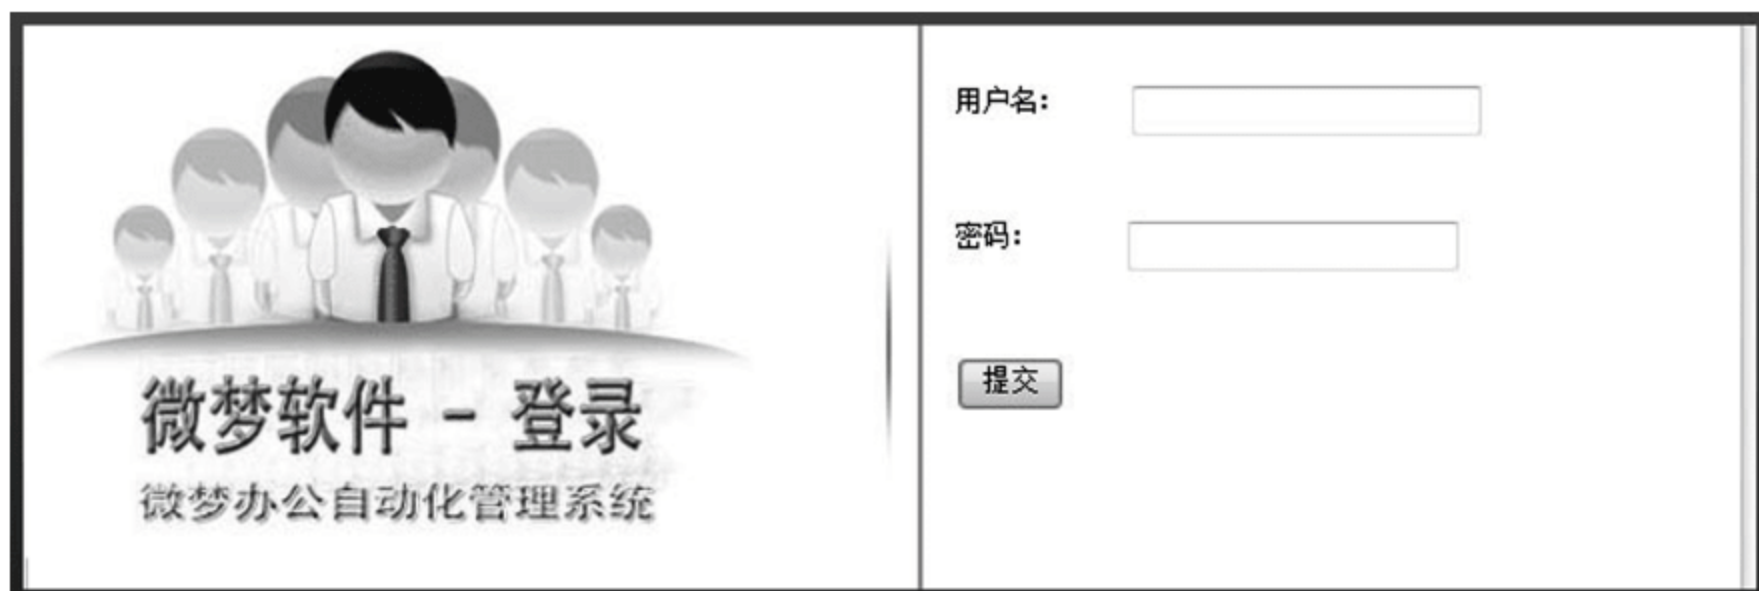 微梦软件 - 登录
微梦办公自动化管理系统
用户名：
密码：
提交